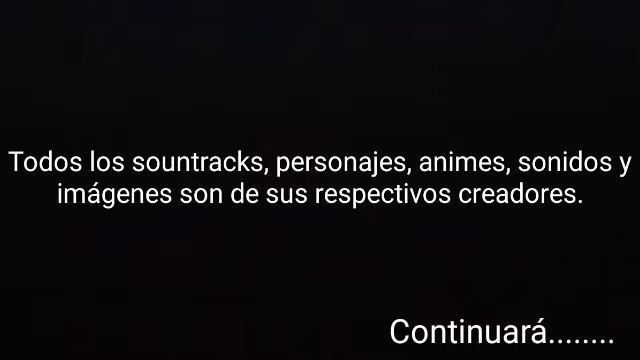 Todos los sountracks, personajes, animes, sonidos y
imágenes son de sus respectivos creadores.
Continuará........